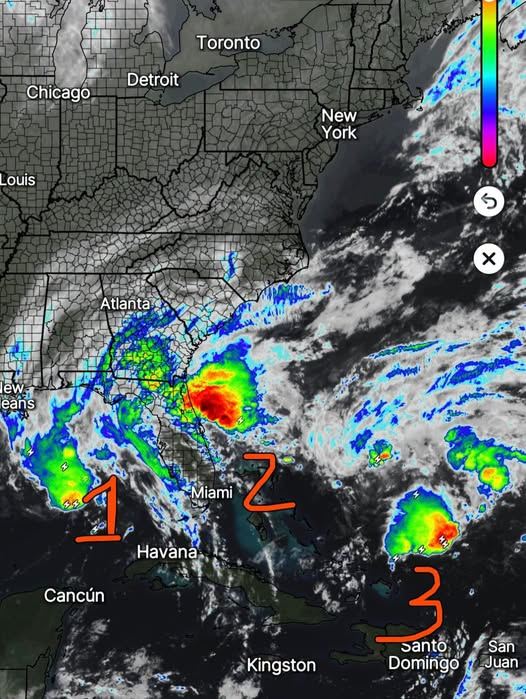 Toronto
Detroit
Chicago
New
York
Louis
Atlanta
New
eans
Miami
1
2
Havana
Cancún
3
Santo
Domingo
San
Juan
Kingston